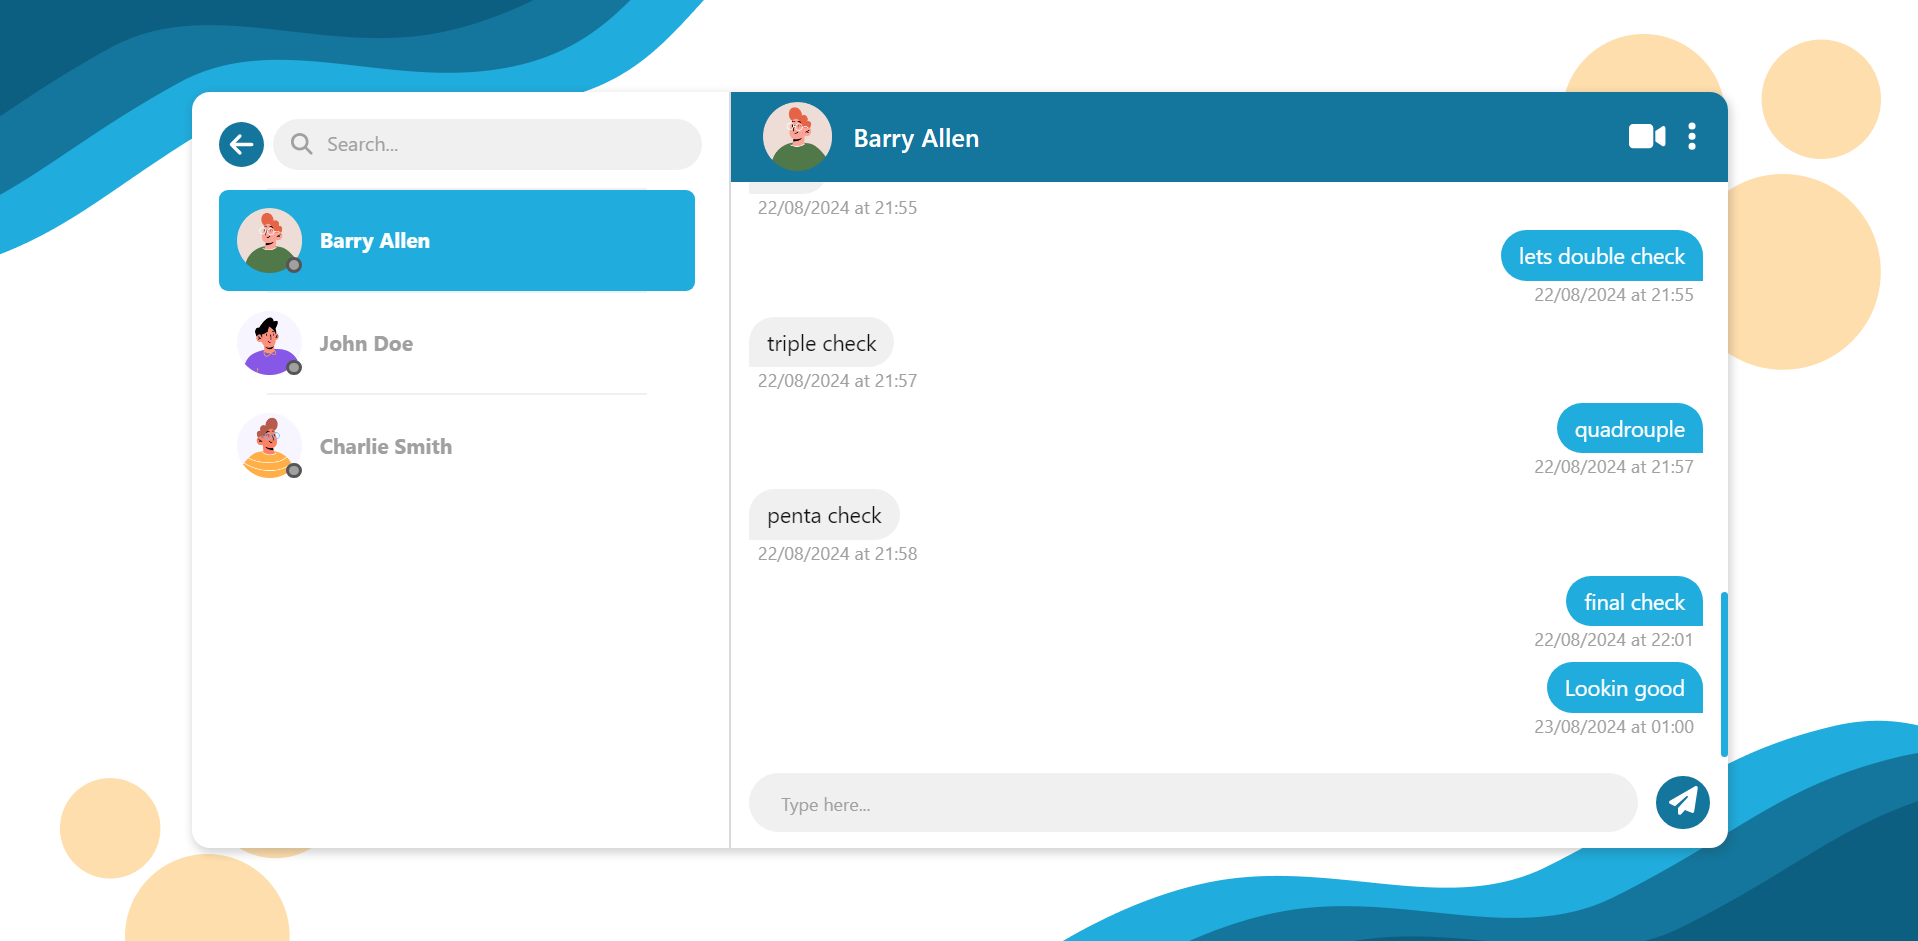 Search...
Barry Allen
John Doe
Charlie Smith
Barry Allen
22/08/2024 at 21:55
lets double check
22/08/2024 at 21:55
triple check
22/08/2024 at 21:57
quadrouple
22/08/2024 at 21:57
penta check
22/08/2024 at 21:58
final check
22/08/2024 at 22:01
Lookin good
23/08/2024 at 01:00
Type here...